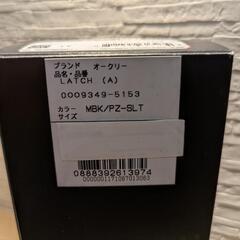 ブランド オークリー
品名・品番
LATCH (A)
0009349-5153
カラー MBK/PZ-SLT
サイズ
0888392613974
0000001171087013063